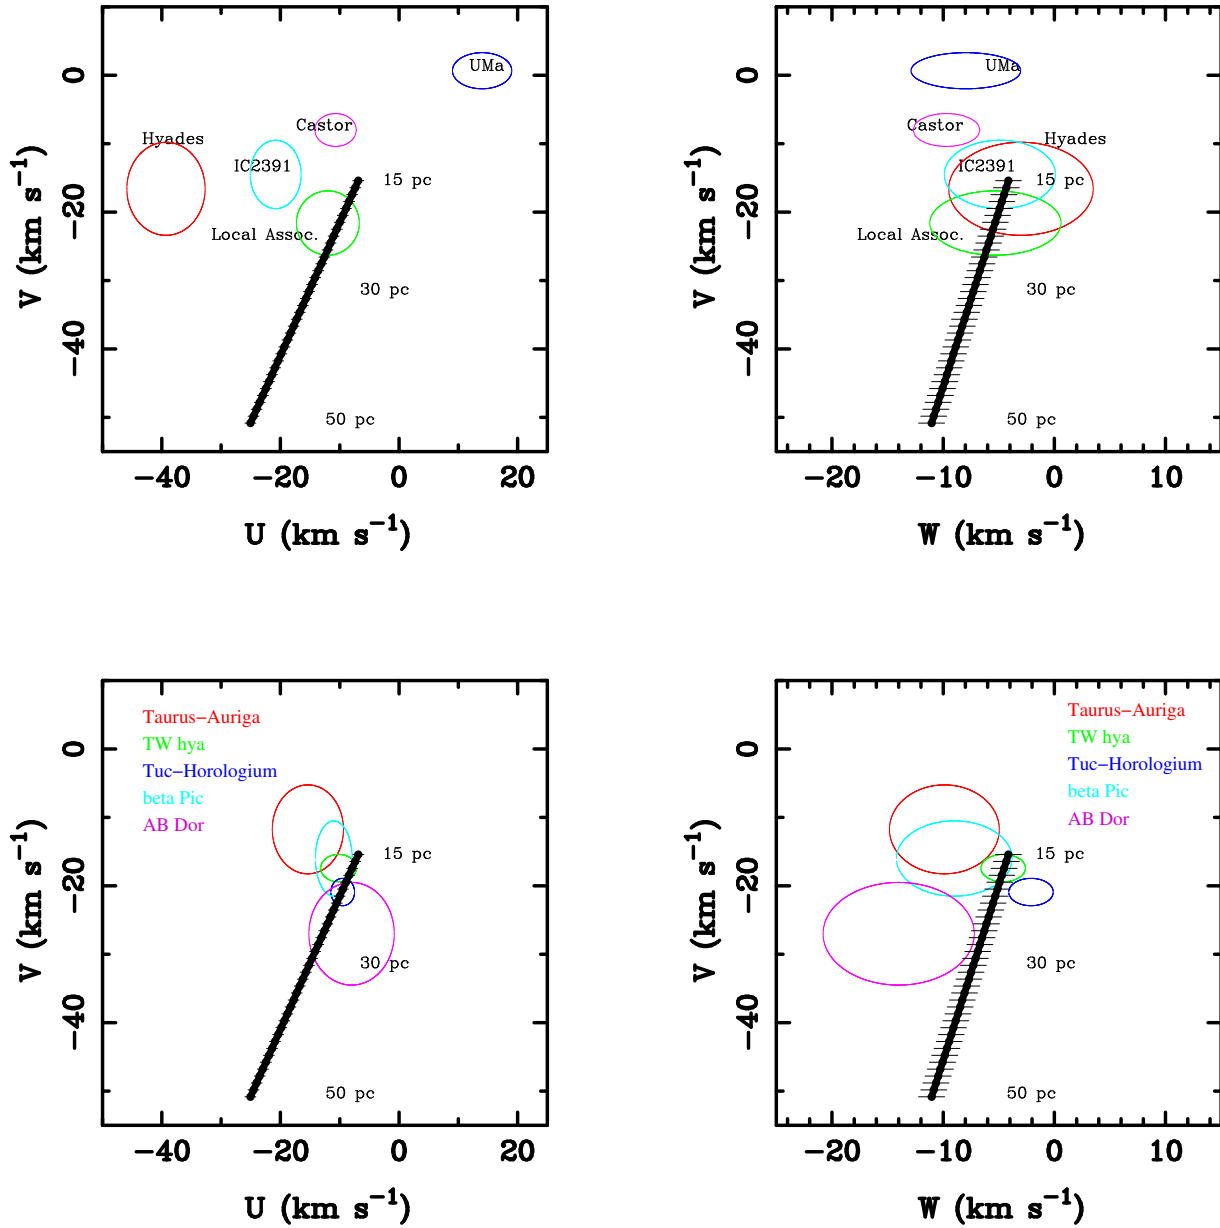 UMa
Castor
Hyades
IC2391
15 pc
Local Assoc.
30 pc
50 pc
0
−20
−40
V (km s−1)
−40 −20 0 20
U (km s−1)
UMa
Castor
Hyades
IC2391
15 pc
Local Assoc.
30 pc
50 pc
0
−20
−40
V (km s−1)
−20 −10 0 10
W (km s−1)
Taurus−Auriga
TW hya
Tuc−Horologium
beta Pic
AB Dor
15 pc
30 pc
50 pc
0
−20
−40
V (km s−1)
−40 −20 0 20
U (km s−1)
Taurus−Auriga
TW hya
Tuc−Horologium
beta Pic
AB Dor
15 pc
30 pc
50 pc
0
−20
−40
V (km s−1)
−20 −10 0 10
W (km s−1)